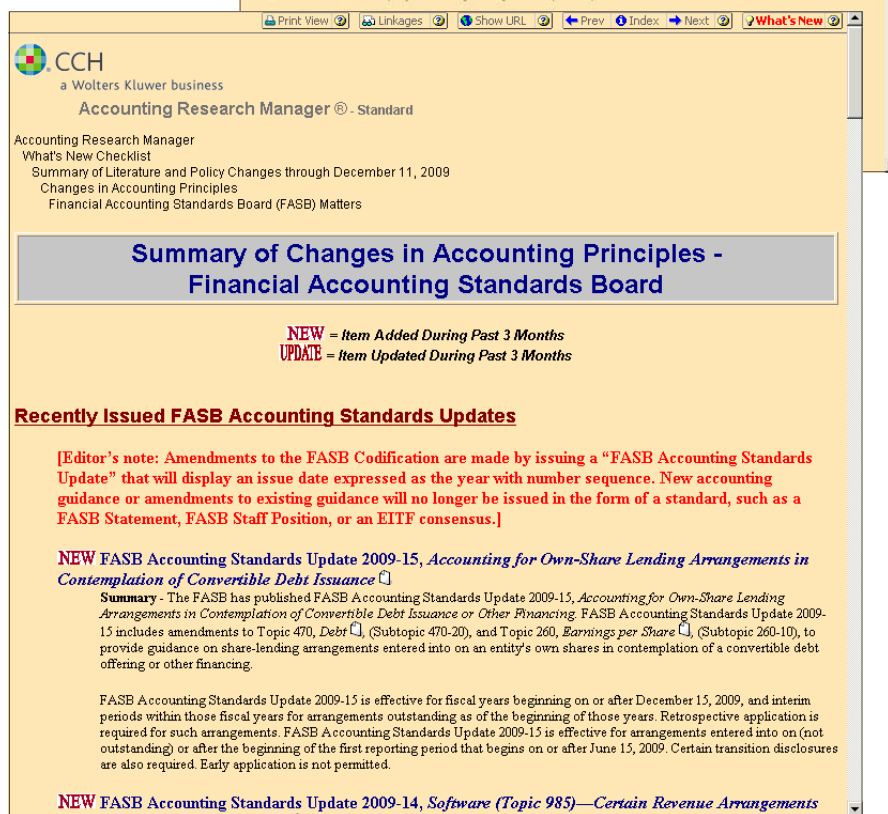 Print View Linkages Show URL Prev Index Next What's New
CCH
a Wolters Kluwer business
Accounting Research Manager ® - Standard
Accounting Research Manager
What's New Checklist
Summary of Literature and Policy Changes through December 11, 2009
Changes in Accounting Principles
Financial Accounting Standards Board (FASB) Matters
Summary of Changes in Accounting Principles -
Financial Accounting Standards Board
NEW = Item Added During Past 3 Months
UPDATE = Item Updated During Past 3 Months
Recently Issued FASB Accounting Standards Updates
[Editor's note: Amendments to the FASB Codification are made by issuing a “FASB Accounting Standards
Update” that will display an issue date expressed as the year with number sequence. New accounting
guidance or amendments to existing guidance will no longer be issued in the form of a standard, such as a
FASB Statement, FASB Staff Position, or an EITF consensus.]
NEW FASB Accounting Standards Update 2009-15, Accounting for Own-Share Lending Arrangements in
Contemplation of Convertible Debt Issuance
Summary - The FASB has published FASB Accounting Standards Update 2009-15, Accounting for Own-Share Lending
Arrangements in Contemplation of Convertible Debt Issuance or Other Financing. FASB Accounting Standards Update 2009-
15 includes amendments to Topic 470, Debt, (Subtopic 470-20), and Topic 260, Earnings per Share, (Subtopic 260-10), to
provide guidance on share-lending arrangements entered into on an entity's own shares in contemplation of a convertible debt
offering or other financing.
FASB Accounting Standards Update 2009-15 is effective for fiscal years beginning on or after December 15, 2009, and interim
periods within those fiscal years for arrangements outstanding as of the beginning of those years. Retrospective application is
required for such arrangements. FASB Accounting Standards Update 2009-15 is effective for arrangements entered into on (not
outstanding) or after the beginning of the first reporting period that begins on or after June 15, 2009. Certain transition disclosures
are also required. Early application is not permitted.
NEW FASB Accounting Standards Update 2009-14, Software (Topic 985)—Certain Revenue Arrangements